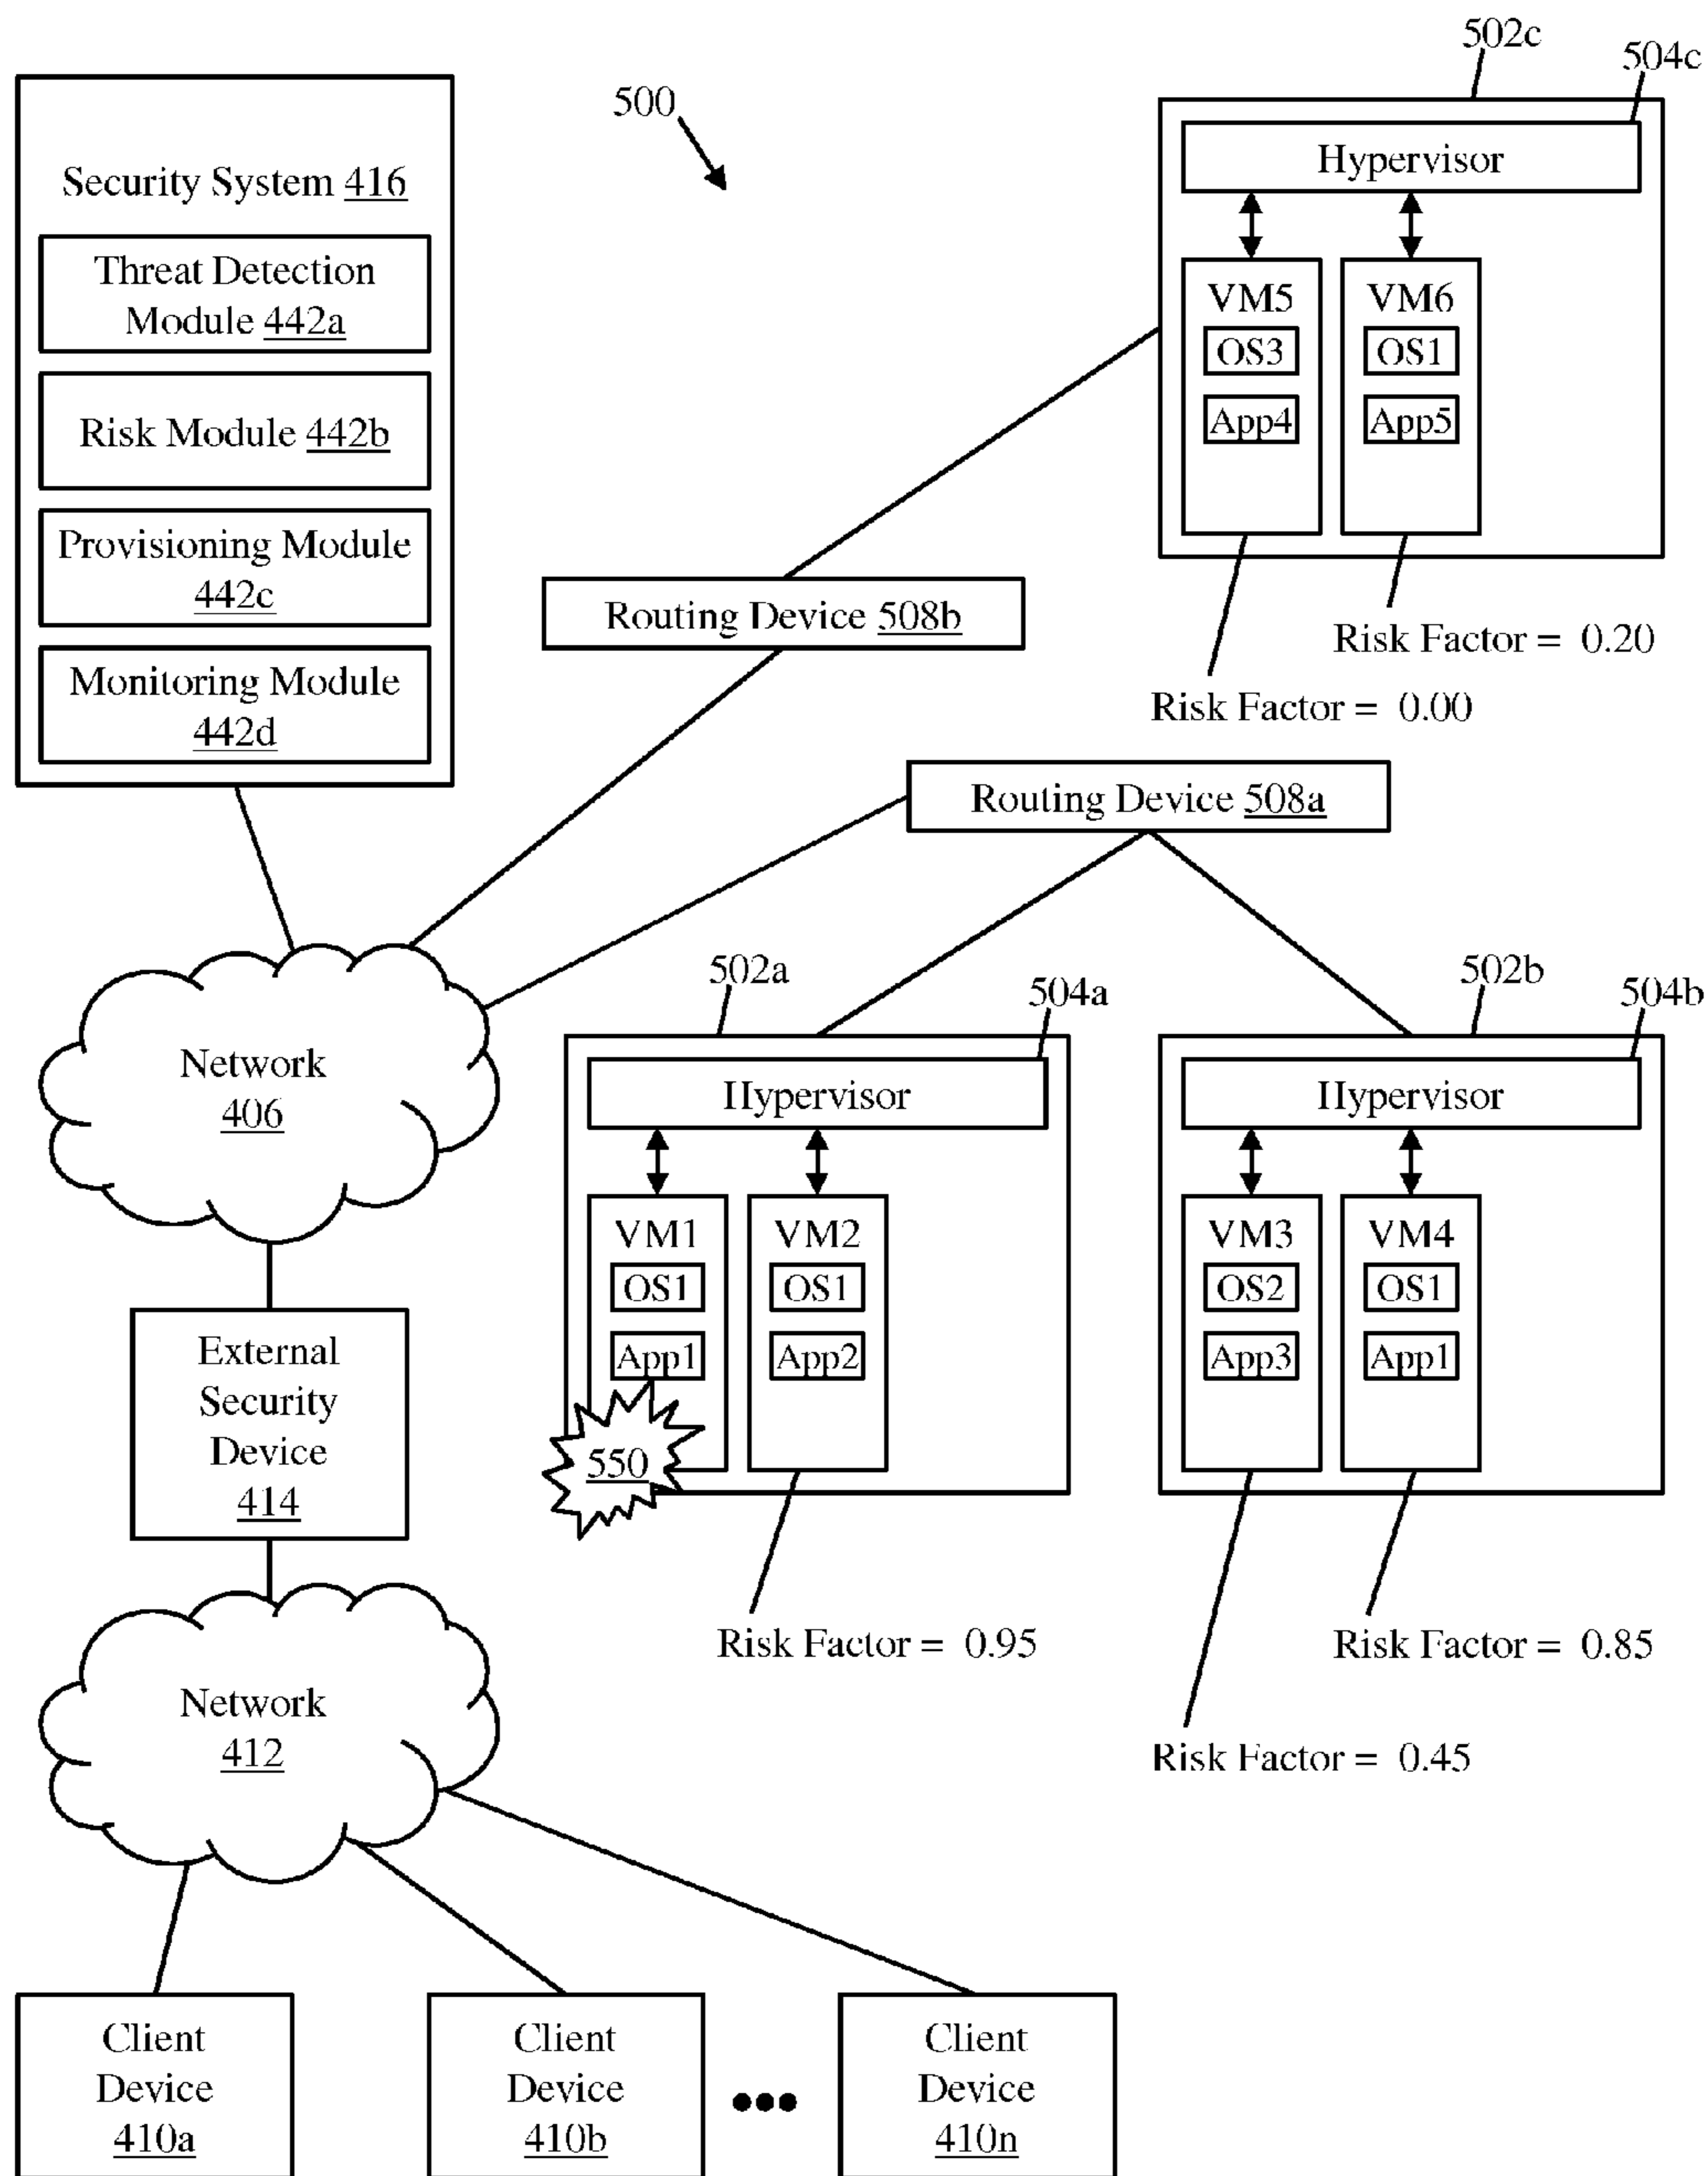 502c
504c
500
Security System 416
Threat Detection
Module 442a
Risk Module 442b
Provisioning Module
442c
Monitoring Module
442d
Hypervisor
VM5
OS3
App4
VM6
OS1
App5
Routing Device 508b
Risk Factor = 0.20
Risk Factor = 0.00
Routing Device 508a
502a
504a
502b
504b
Network
406
Hypervisor
VM1
OS1
App1
VM2
OS1
App2
550
Hypervisor
VM3
OS2
App3
VM4
OS1
App1
External
Security
Device
414
Risk Factor = 0.95
Risk Factor = 0.85
Risk Factor = 0.45
Network
412
Client
Device
410a
Client
Device
410b
Client
Device
410n